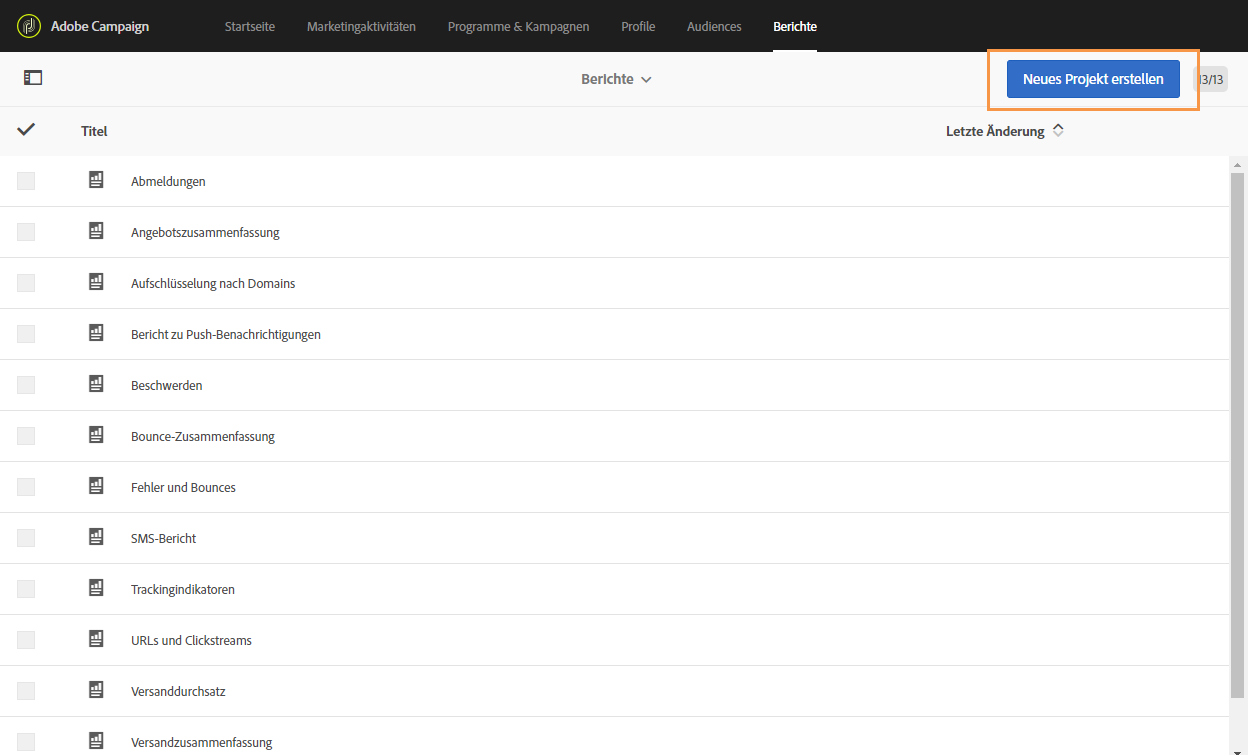 Adobe Campaign Startseite Marketingaktivitäten Programme & Kampagnen Profile Audiences Berichte
Berichte Neues Projekt erstellen 13/13
Titel Letzte Änderung
Abmeldungen
Angebotszusammenfassung
Aufschlüsselung nach Domains
Bericht zu Push-Benachrichtigungen
Beschwerden
Bounce-Zusammenfassung
Fehler und Bounces
SMS-Bericht
Trackingindikatoren
URLs und Clickstreams
Versanddurchsatz
Versandzusammenfassung